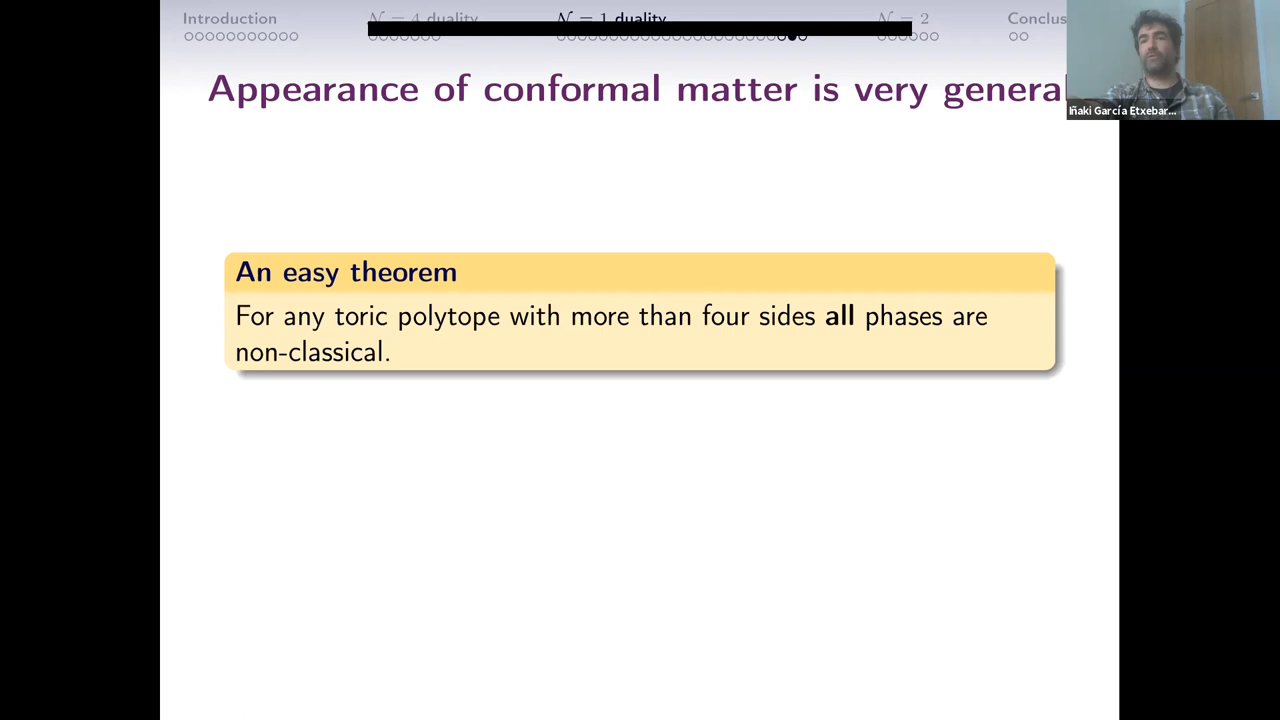 Introduction
N = 4 duality
N = 1 duality
N = 2
Conclus
Appearance of conformal matter is very genera
Iñaki García Etxebar...
An easy theorem
For any toric polytope with more than four sides all phases are
non-classical.